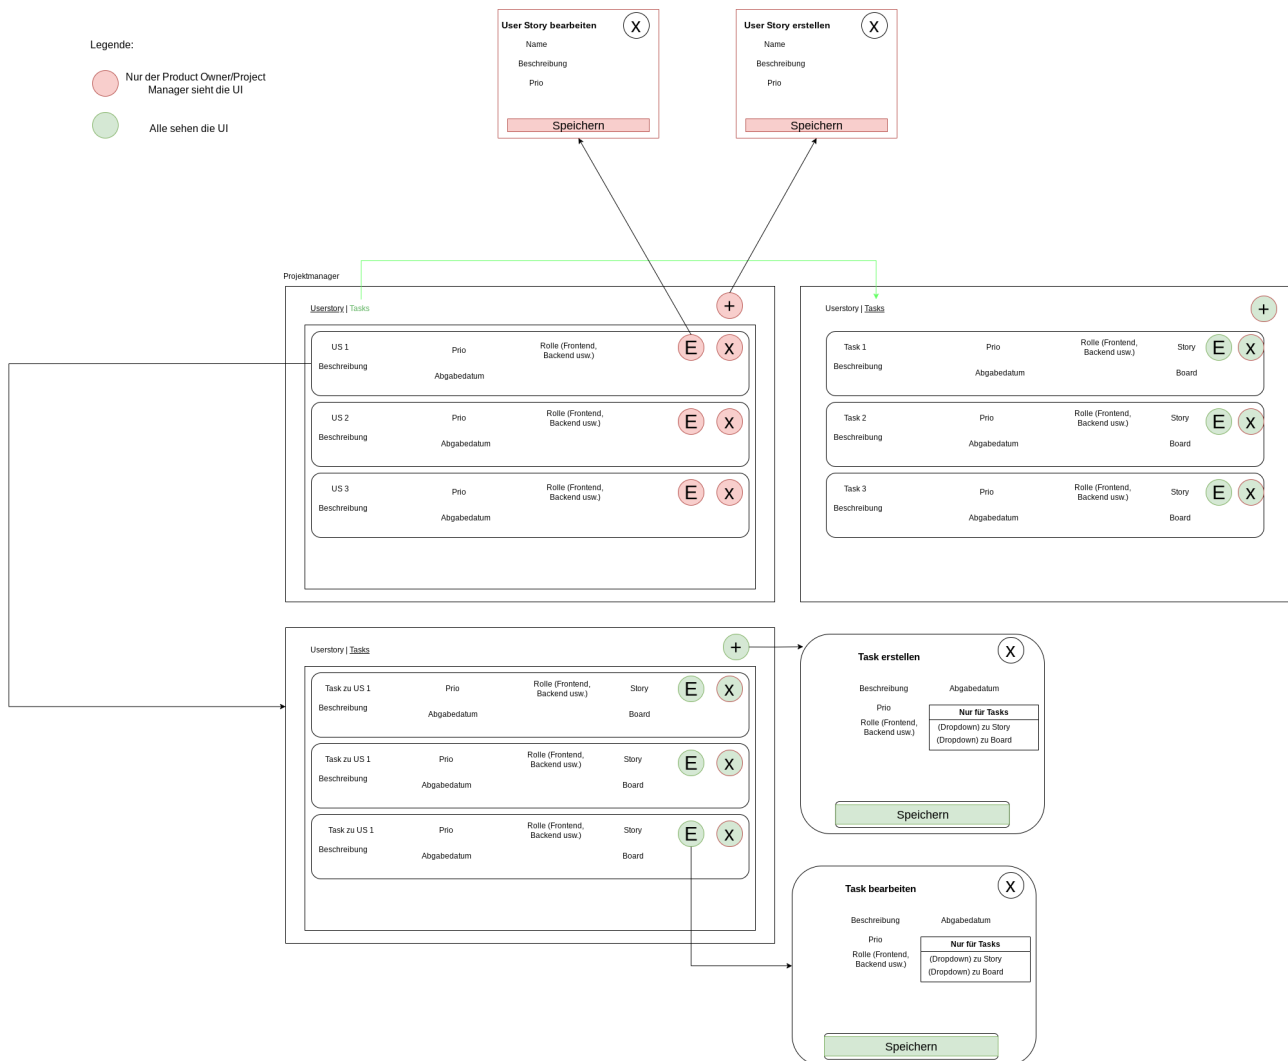 Legende:
Nur der Product Owner/Project
Manager sieht die UI
Alle sehen die UI
User Story bearbeiten
X
Name
Beschreibung
Prio
Speichern
User Story erstellen
X
Name
Beschreibung
Prio
Speichern
Projektmanager
Userstory | Tasks
+
US 1
Beschreibung
Prio
Abgabedatum
Rolle (Frontend,
Backend usw.)
E
x
US 2
Beschreibung
Prio
Abgabedatum
Rolle (Frontend,
Backend usw.)
E
x
US 3
Beschreibung
Prio
Abgabedatum
Rolle (Frontend,
Backend usw.)
E
x
Userstory | Tasks
+
Task 1
Beschreibung
Prio
Abgabedatum
Rolle (Frontend,
Backend usw.)
Story
Board
E
x
Task 2
Beschreibung
Prio
Abgabedatum
Rolle (Frontend,
Backend usw.)
Story
Board
E
x
Task 3
Beschreibung
Prio
Abgabedatum
Rolle (Frontend,
Backend usw.)
Story
Board
E
x
Userstory | Tasks
+
Task zu US 1
Beschreibung
Prio
Abgabedatum
Rolle (Frontend,
Backend usw.)
Story
Board
E
x
Task zu US 1
Beschreibung
Prio
Abgabedatum
Rolle (Frontend,
Backend usw.)
Story
Board
E
x
Task zu US 1
Beschreibung
Prio
Abgabedatum
Rolle (Frontend,
Backend usw.)
Story
Board
E
x
Task erstellen
X
Beschreibung
Abgabedatum
Prio
Rolle (Frontend,
Backend usw.)
Nur für Tasks
(Dropdown) zu Story
(Dropdown) zu Board
Speichern
Task bearbeiten
X
Beschreibung
Abgabedatum
Prio
Rolle (Frontend,
Backend usw.)
Nur für Tasks
(Dropdown) zu Story
(Dropdown) zu Board
Speichern